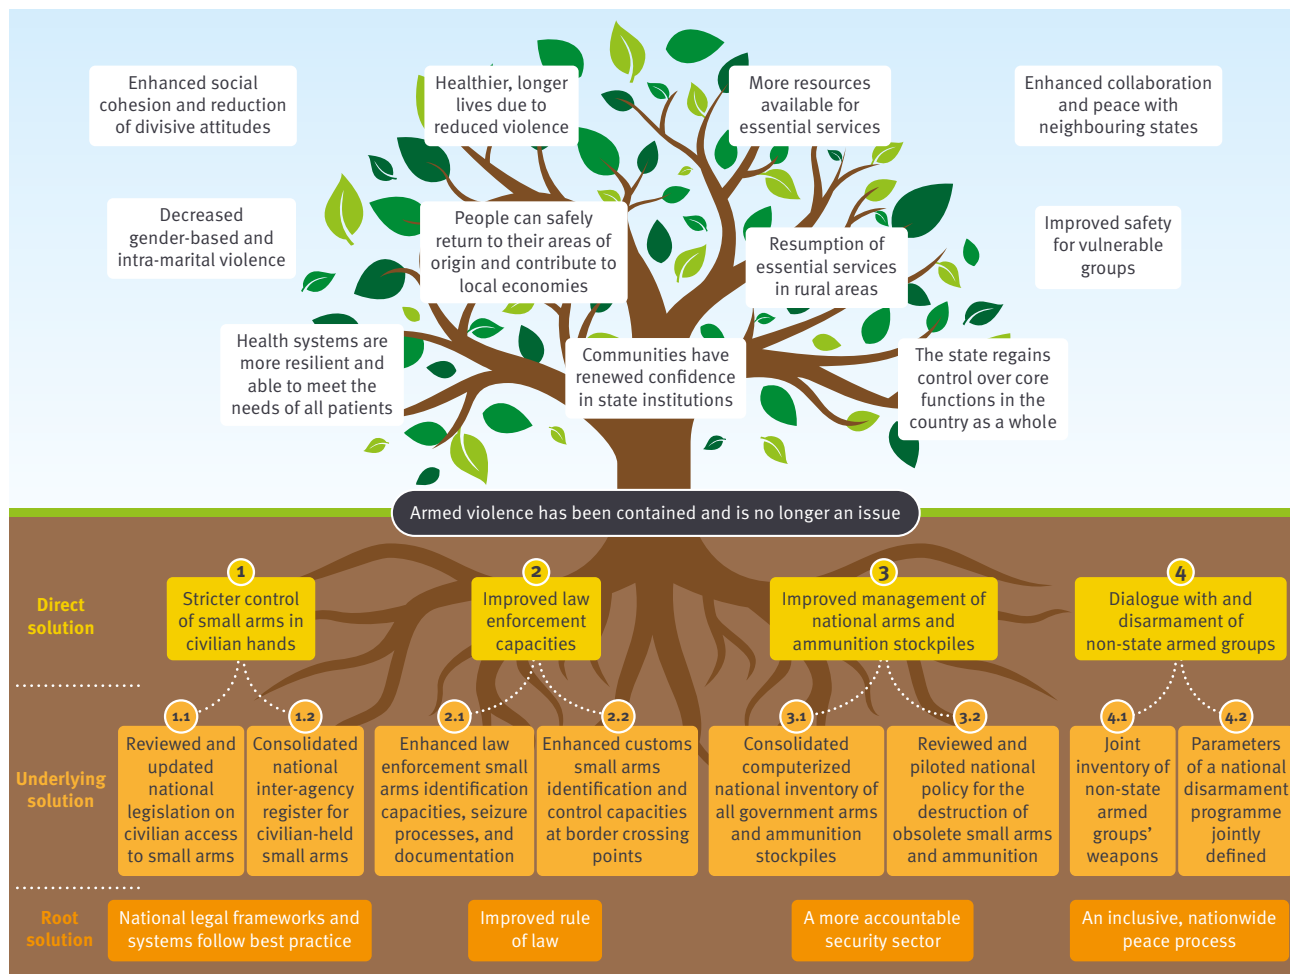 Enhanced social
cohesion and reduction
of divisive attitudes
Healthier, longer
lives due to
reduced violence
More resources
available for
essential services
Enhanced collaboration
and peace with
neighbouring states
Decreased
gender-based and
intra-marital violence
People can safely
return to their areas of
origin and contribute to
local economies
Resumption of
essential services
in rural areas
Improved safety
for vulnerable
groups
Health systems are
more resilient and
able to meet the
needs of all patients
Communities have
renewed confidence
in state institutions
The state regains
control over core
functions in the
country as a whole
Armed violence has been contained and is no longer an issue
Direct
solution
1
Stricter control
of small arms in
civilian hands
2
Improved law
enforcement
capacities
3
Improved management of
national arms and
ammunition stockpiles
4
Dialogue with and
disarmament of
non-state armed groups
Underlying
solution
1.1
Reviewed and
updated
national
legislation on
civilian access
to small arms
1.2
Consolidated
national
inter-agency
register for
civilian-held
small arms
2.1
Enhanced law
enforcement small
arms identification
capacities, seizure
processes, and
documentation
2.2
Enhanced customs
small arms
identification and
control capacities
at border crossing
points
3.1
Consolidated
computerized
national inventory of
all government arms
and ammunition
stockpiles
3.2
Reviewed and
piloted national
policy for the
destruction of
obsolete small arms
and ammunition
4.1
Joint
inventory of
non-state
armed
groups’
weapons
4.2
Parameters
of a national
disarmament
programme
jointly
defined
Root
solution
National legal frameworks and
systems follow best practice
Improved rule
of law
A more accountable
security sector
An inclusive, nationwide
peace process